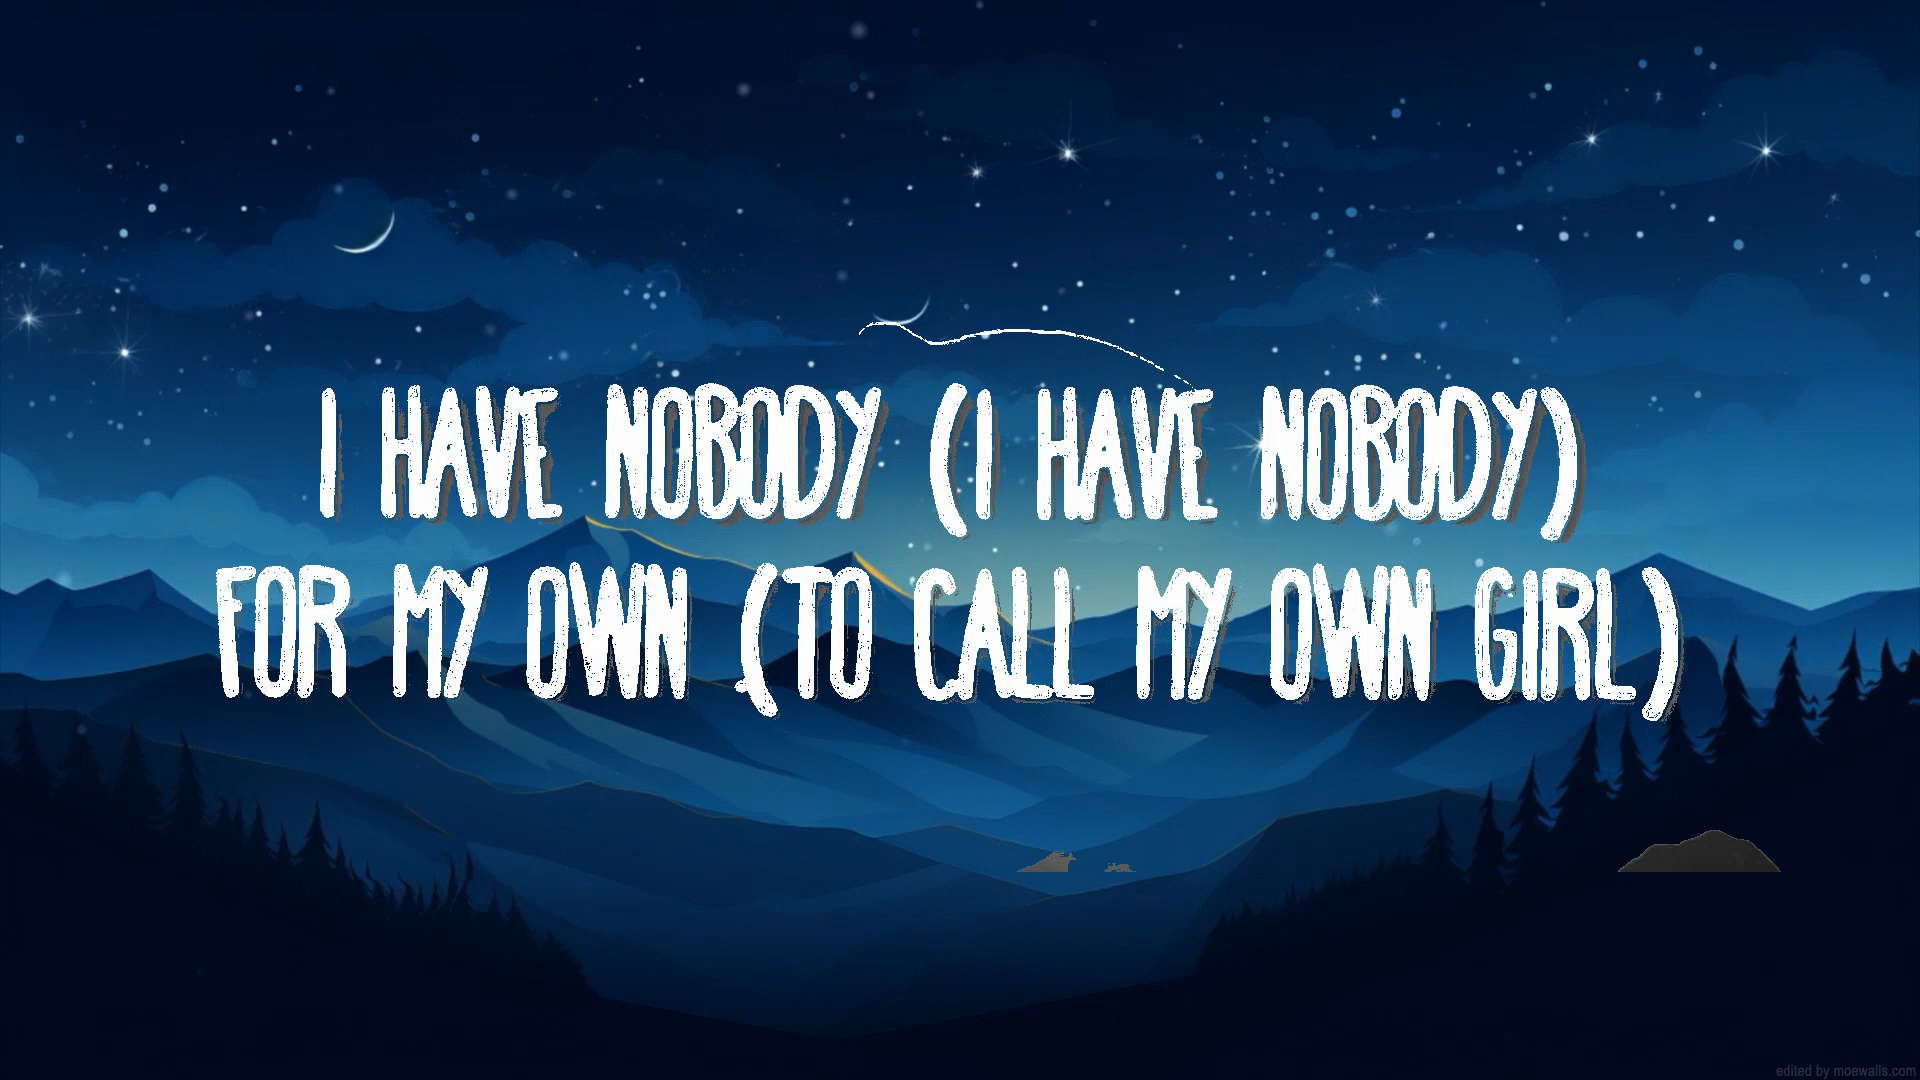 I HAVE NOBODY (I HAVE NOBODY)
FOR MY OWN (TO CALL MY OWN GIRL)
edited by moewalls.com